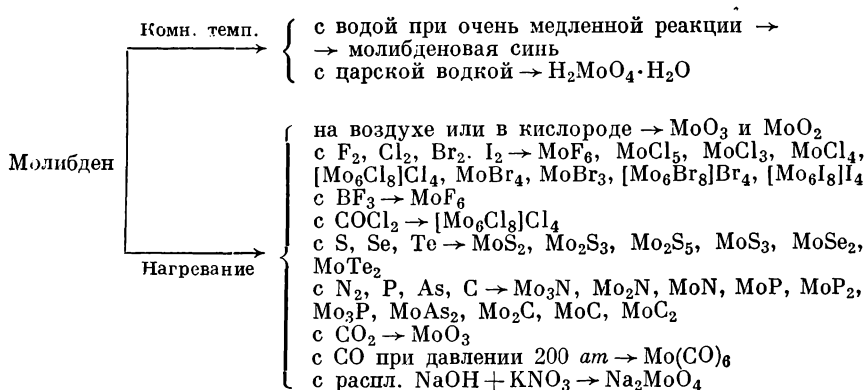 Комн. темп.
с водой при очень медленной реакции →
→ молибденовая синь
с царской водкой → H₂MoO₄·H₂O
Молибден
Нагревание
на воздухе или в кислороде → MoO₃ и MoO₂
с F₂, Cl₂, Br₂. I₂ → MoF₆, MoCl₅, MoCl₃, MoCl₄,
[Mo₆Cl₈]Cl₄, MoBr₄, MoBr₃, [Mo₆Br₈]Br₄, [Mo₆I₈]I₄
с BF₃ → MoF₆
с COCl₂ → [Mo₆Cl₈]Cl₄
с S, Se, Te → MoS₂, Mo₂S₃, Mo₂S₅, MoS₃, MoSe₂,
MoTe₂
с N₂, P, As, C → Mo₃N, Mo₂N, MoN, MoP, MoP₂,
Mo₃P, MoAs₂, Mo₂C, MoC, MoC₂
с CO₂ → MoO₃
с CO при давлении 200 ат → Mo(CO)₆
с распл. NaOH + KNO₃ → Na₂MoO₄